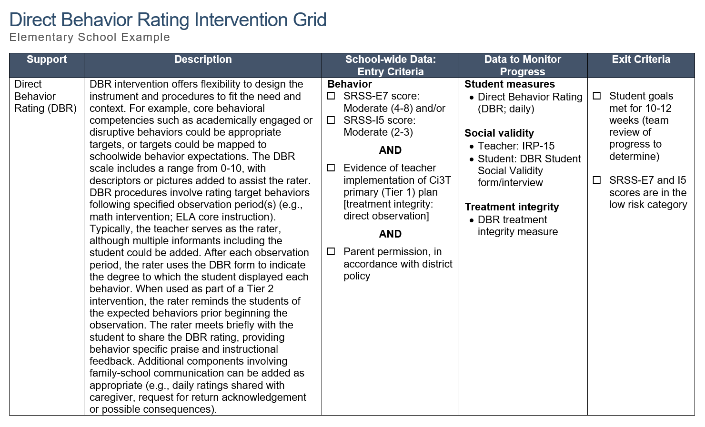 Direct Behavior Rating Intervention Grid
Elementary School Example
Support
Description
School-wide Data:
Entry Criteria
Data to Monitor
Progress
Exit Criteria
Direct
Behavior
Rating (DBR)
DBR intervention offers flexibility to design the
instrument and procedures to fit the need and
context. For example, core behavioral
competencies such as academically engaged or
disruptive behaviors could be appropriate
targets, or targets could be mapped to
schoolwide behavior expectations. The DBR
scale includes a range from 0-10, with
descriptors or pictures added to assist the rater.
DBR procedures involve rating target behaviors
following specified observation period(s) (e.g.,
math intervention; ELA core instruction).
Typically, the teacher serves as the rater,
although multiple informants including the
student could be added. After each observation
period, the rater uses the DBR form to indicate
the degree to which the student displayed each
behavior. When used as part of a Tier 2
intervention, the rater reminds the students of
the expected behaviors prior beginning the
observation. The rater meets briefly with the
student to share the DBR rating, providing
behavior specific praise and instructional
feedback. Additional components involving
family-school communication can be added as
appropriate (e.g., daily ratings shared with
caregiver, request for return acknowledgement
or possible consequences).
Behavior
☐ SRSS-E7 score:
Moderate (4-8) and/or
☐ SRSS-I5 score:
Moderate (2-3)
AND
☐ Evidence of teacher
implementation of Ci3T
primary (Tier 1) plan
[treatment integrity:
direct observation]
AND
☐ Parent permission, in
accordance with district
policy
Student measures
• Direct Behavior Rating
(DBR; daily)
Social validity
• Teacher: IRP-15
• Student: DBR Student
Social Validity
form/interview
Treatment integrity
• DBR treatment
integrity measure
☐ Student goals
met for 10-12
weeks (team
review of
progress to
determine)
☐ SRSS-E7 and I5
scores are in the
low risk category